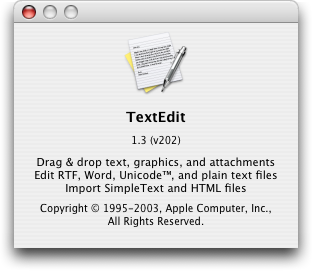 TextEdit
1.3 (v202)
Drag & drop text, graphics, and attachments
Edit RTF, Word, Unicode™, and plain text files
Import SimpleText and HTML files
Copyright © 1995-2003, Apple Computer, Inc.,
All Rights Reserved.